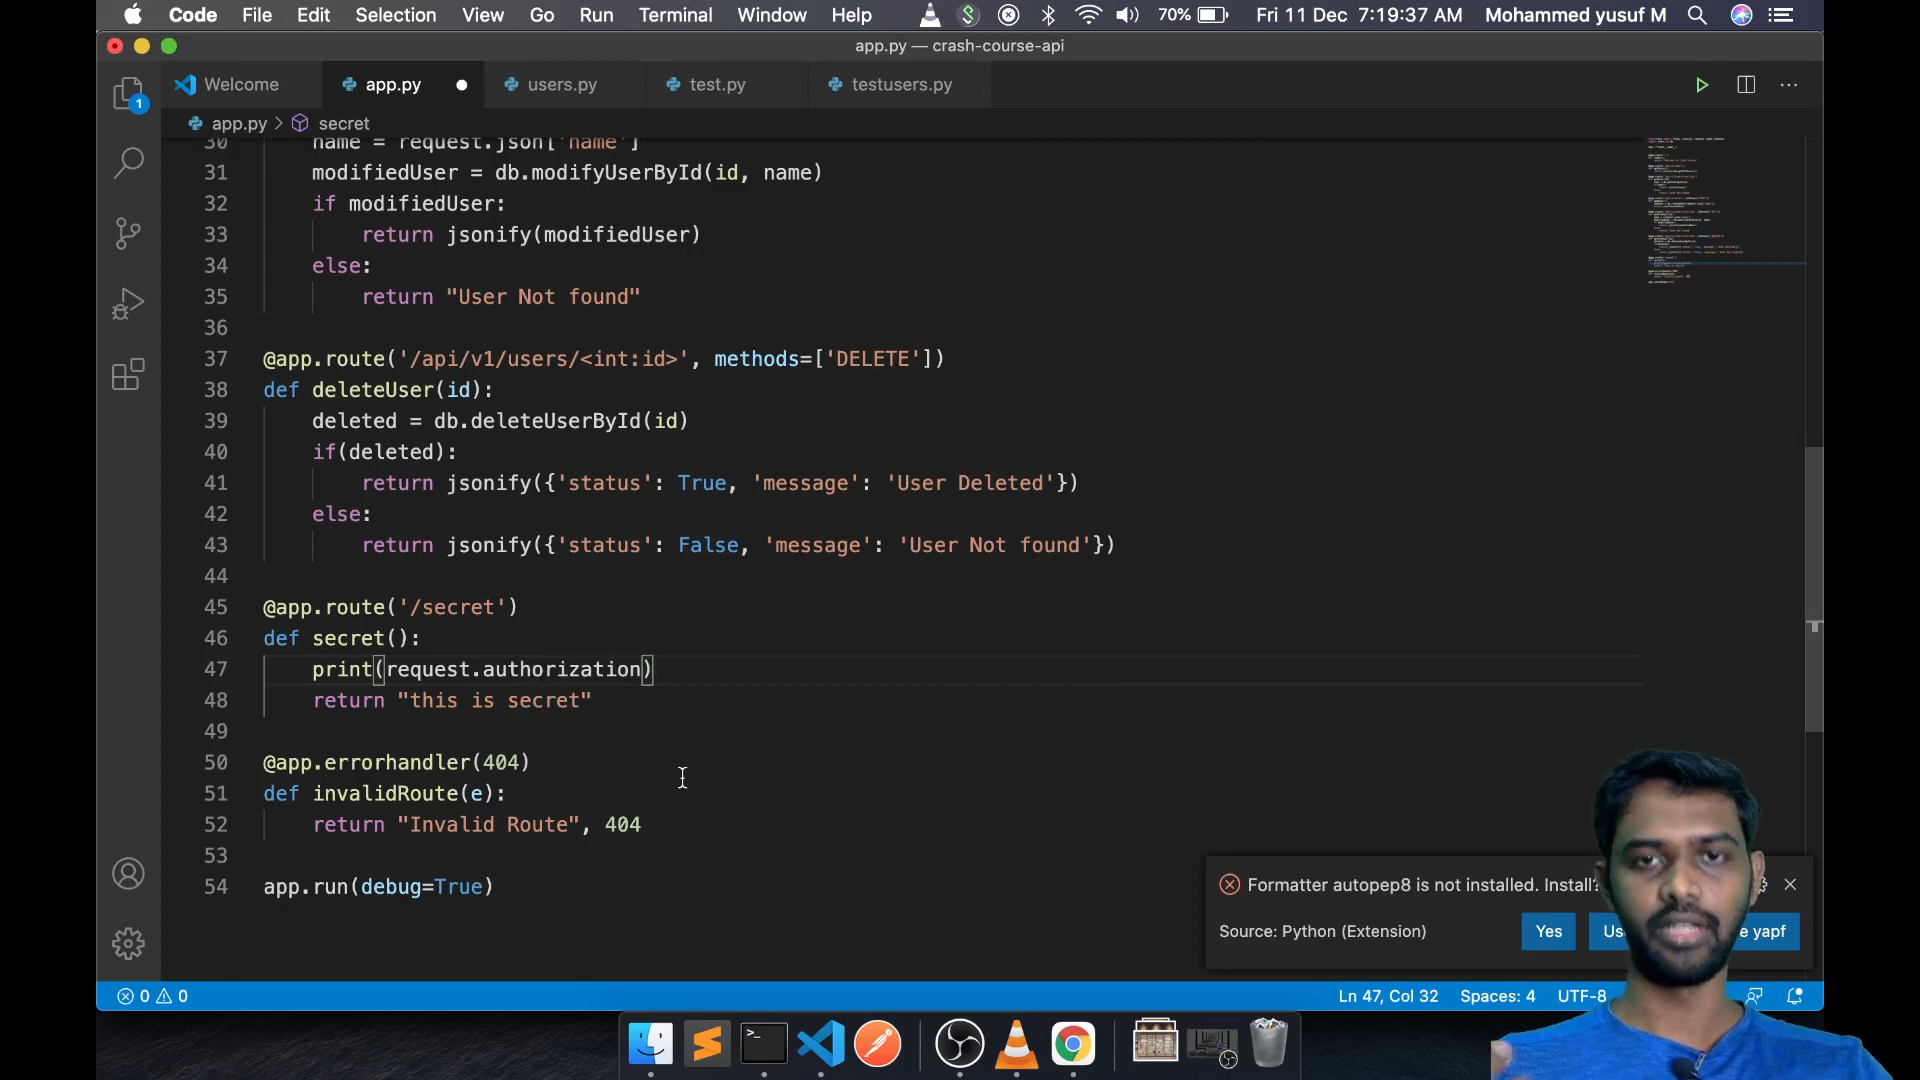 Code File Edit Selection View Go Run Terminal Window Help 70% Fri 11 Dec 7:19:37 AM Mohammed yusuf M
app.py — crash-course-api
Welcome app.py users.py test.py testusers.py
1
app.py > secret
30 name = request.json['name']
31 modifiedUser = db.modifyUserById(id, name)
32 if modifiedUser:
33 return jsonify(modifiedUser)
34 else:
35 return "User Not found"
36
37 @app.route('/api/v1/users/<int:id>', methods=['DELETE'])
38 def deleteUser(id):
39 deleted = db.deleteUserById(id)
40 if(deleted):
41 return jsonify({'status': True, 'message': 'User Deleted'})
42 else:
43 return jsonify({'status': False, 'message': 'User Not found'})
44
45 @app.route('/secret')
46 def secret():
47 print(request.authorization)
48 return "this is secret"
49
50 @app.errorhandler(404)
51 def invalidRoute(e):
52 return "Invalid Route", 404
53
54 app.run(debug=True)
Formatter autopep8 is not installed. Install?
Source: Python (Extension) Yes Us e yapf
0 0 Ln 47, Col 32 Spaces: 4 UTF-8